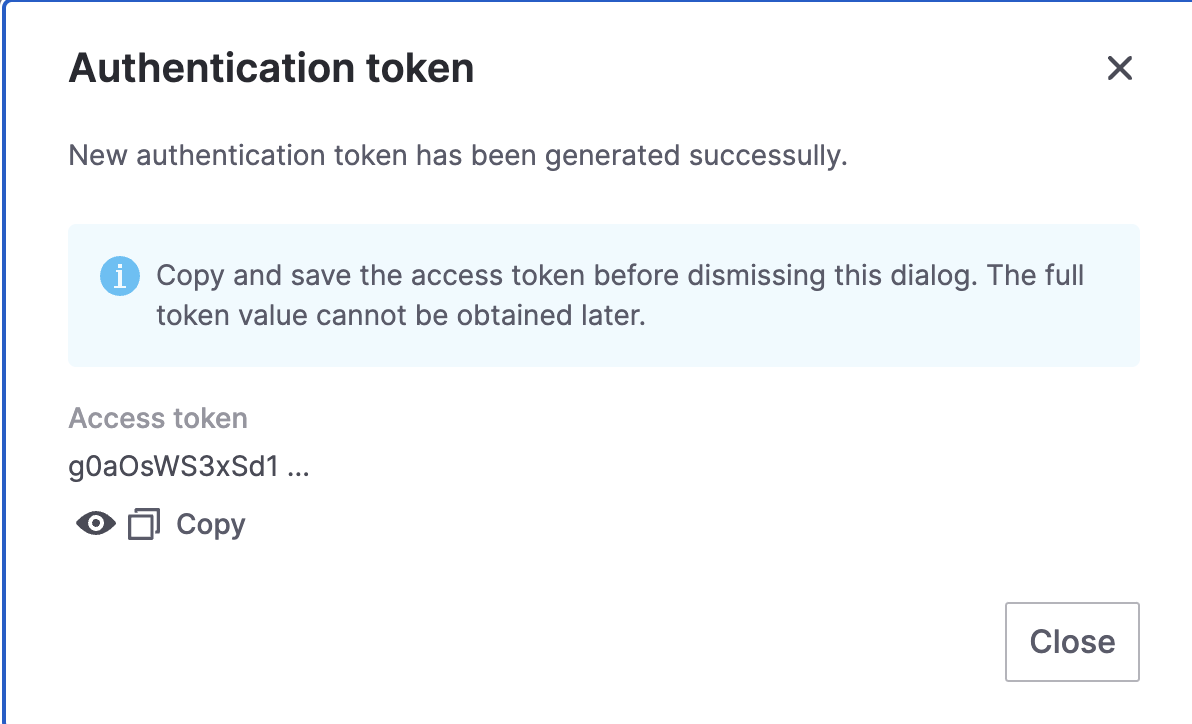 Authentication token
New authentication token has been generated successully.
Copy and save the access token before dismissing this dialog. The full
token value cannot be obtained later.
Access token
g0aOsWS3xSd1 ...
Copy
Close